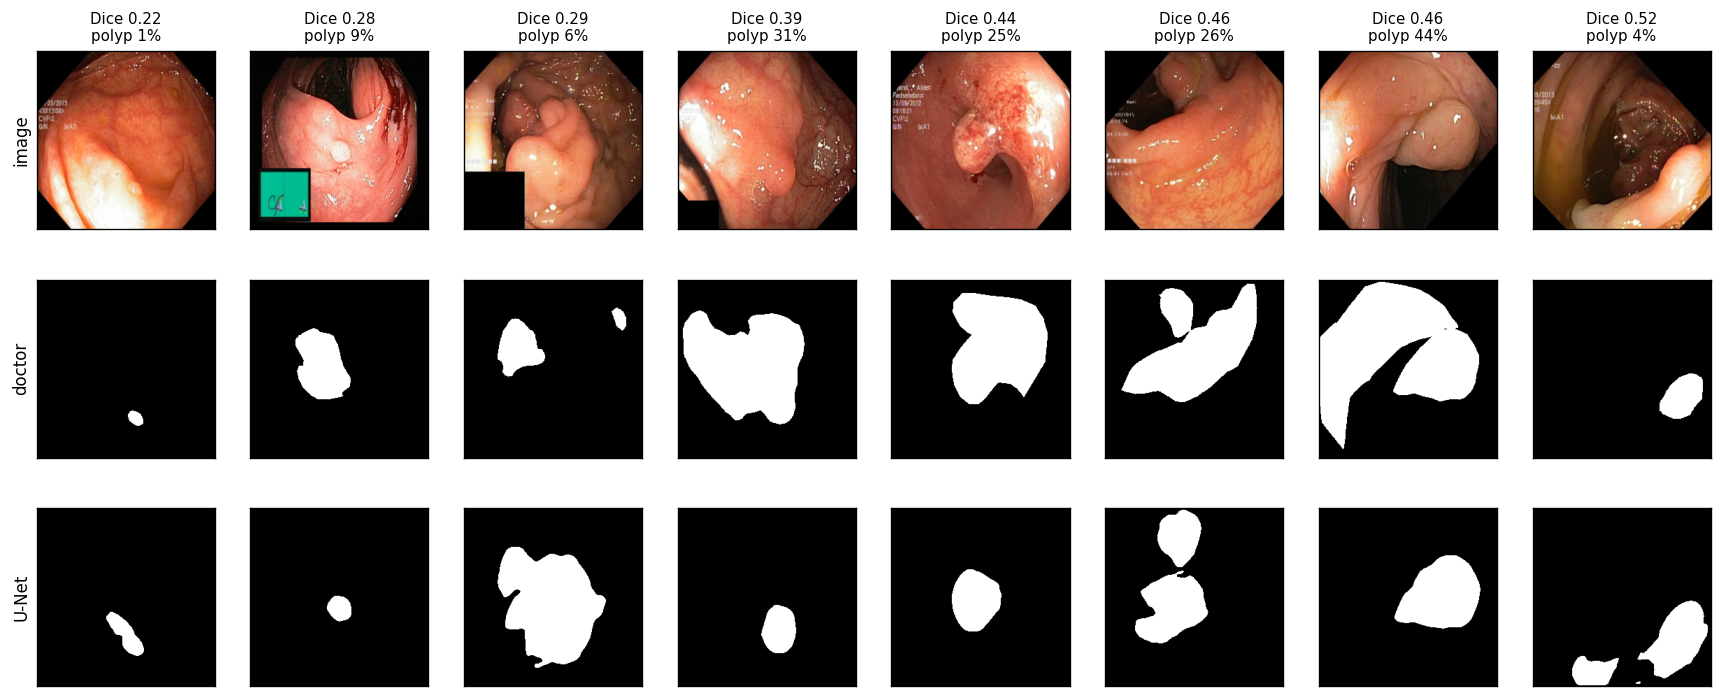 Dice 0.22
polyp 1%
Dice 0.28
polyp 9%
Dice 0.29
polyp 6%
Dice 0.39
polyp 31%
Dice 0.44
polyp 25%
Dice 0.46
polyp 26%
Dice 0.46
polyp 44%
Dice 0.52
polyp 4%
image
doctor
U-Net